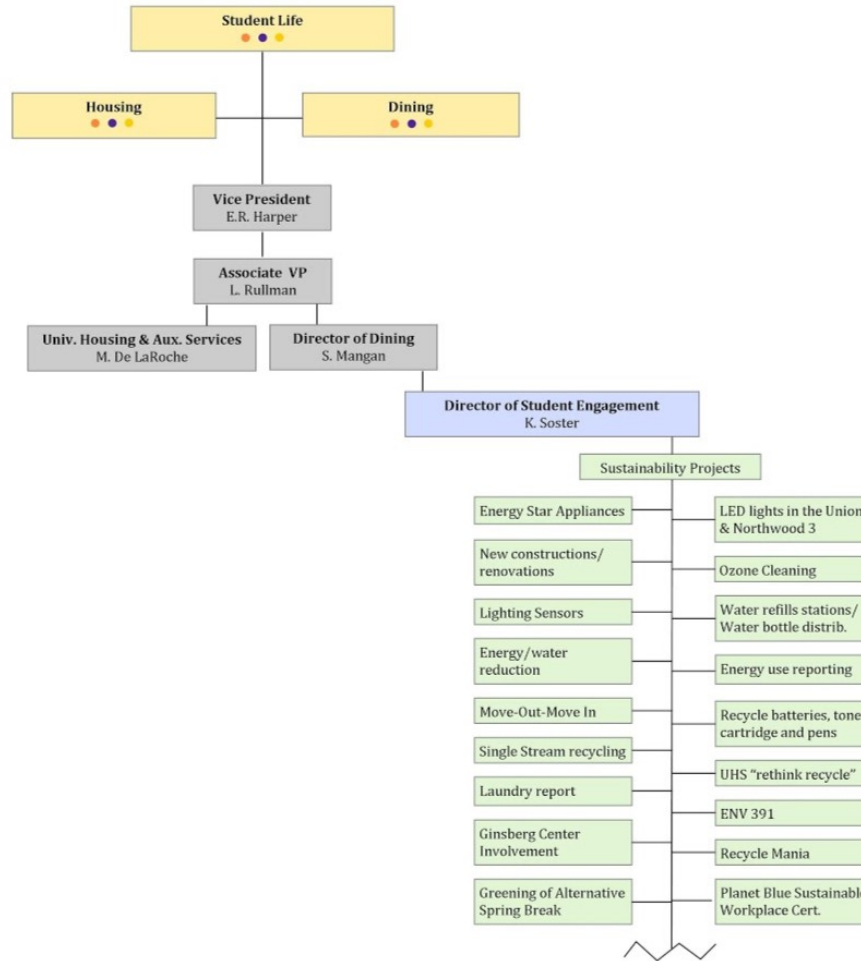 Student Life
Housing
Dining
Vice President
E.R. Harper
Associate VP
L. Rullman
Univ. Housing & Aux. Services
M. De LaRoche
Director of Dining
S. Mangan
Director of Student Engagement
K. Soster
Sustainability Projects
Energy Star Appliances
LED lights in the Union
& Northwood 3
New constructions/
renovations
Ozone Cleaning
Lighting Sensors
Water refills stations/
Water bottle distrib.
Energy/water
reduction
Energy use reporting
Move-Out-Move In
Recycle batteries, tone
cartridge and pens
Single Stream recycling
UHS “rethink recycle”
Laundry report
ENV 391
Ginsberg Center
Involvement
Recycle Mania
Greening of Alternative
Spring Break
Planet Blue Sustainable
Workplace Cert.